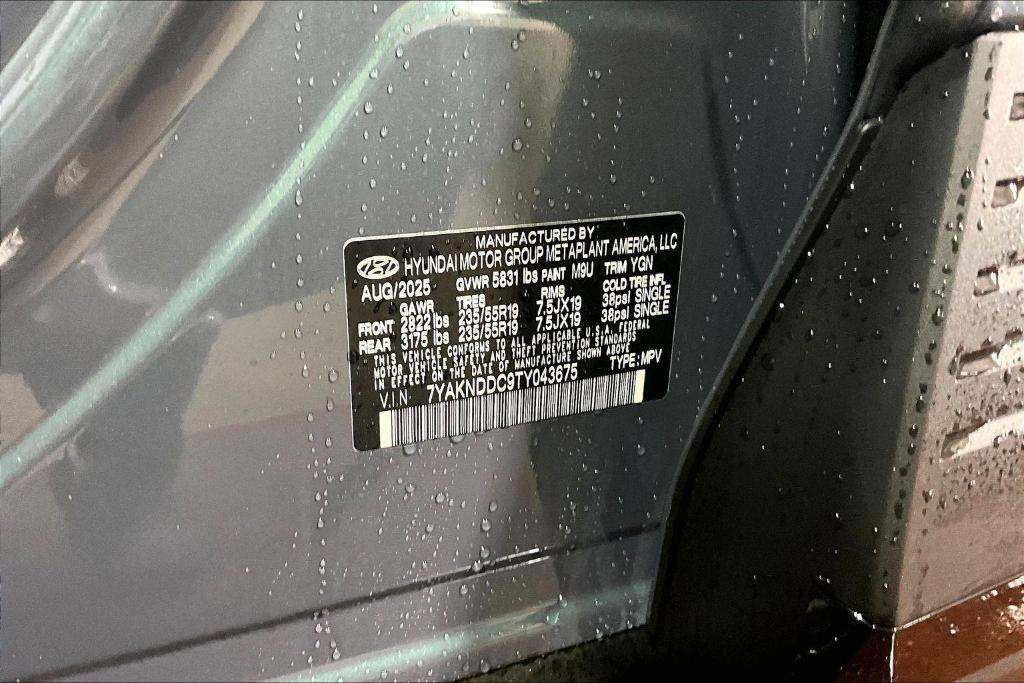 MANUFACTURED BY
HYUNDAI MOTOR GROUP METAPLANT AMERICA, LLC
AUG/2025 GVWR 5831 lbs PAINT M9U TRIM YGN
GAWR TIRES RIMS COLD TIRE INFL.
FRONT 2822 lbs 235/55R19 7.5JX19 38psi SINGLE
REAR 3175 lbs 235/55R19 7.5JX19 38psi SINGLE
THIS VEHICLE CONFORMS TO ALL APPLICABLE U.S.A. FEDERAL
MOTOR VEHICLE SAFETY AND THEFT PREVENTION STANDARDS
IN EFFECT ON THE DATE OF MANUFACTURE SHOWN ABOVE
V.I.N 7YAKNDDC9TY043675 TYPE: MPV